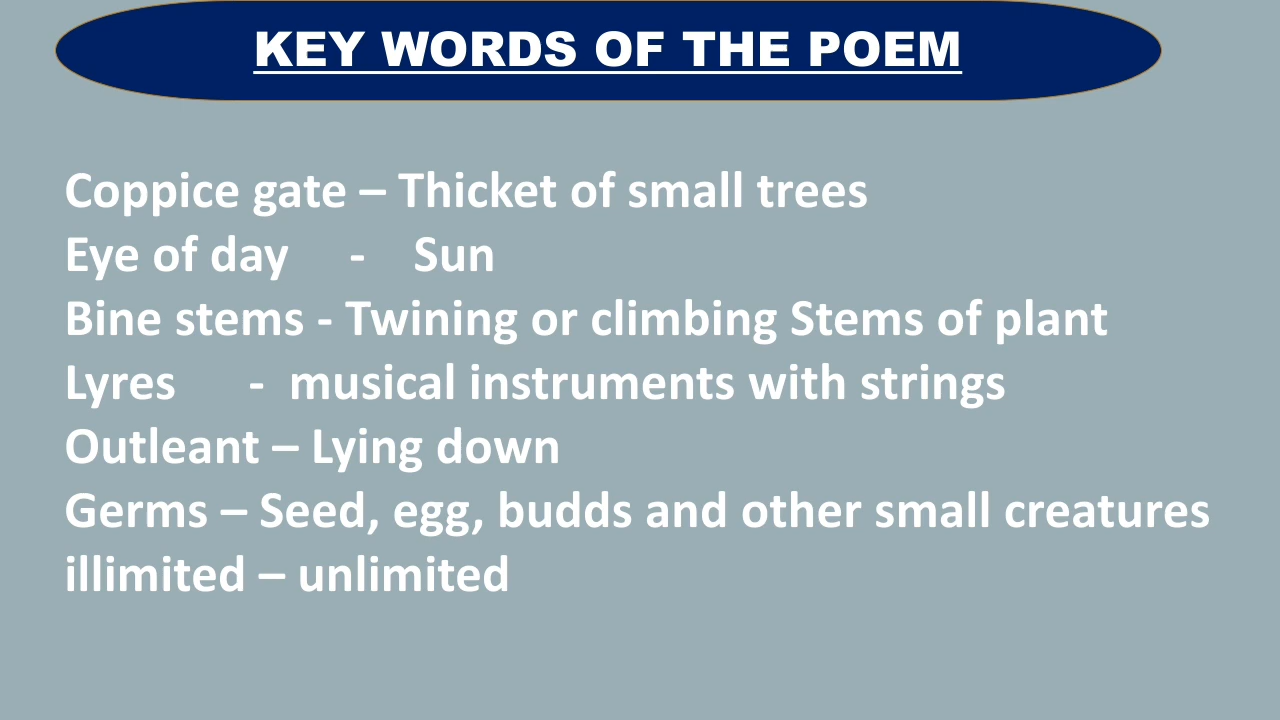 KEY WORDS OF THE POEM
Coppice gate – Thicket of small trees
Eye of day - Sun
Bine stems - Twining or climbing Stems of plant
Lyres - musical instruments with strings
Outleant – Lying down
Germs – Seed, egg, budds and other small creatures
illimited – unlimited